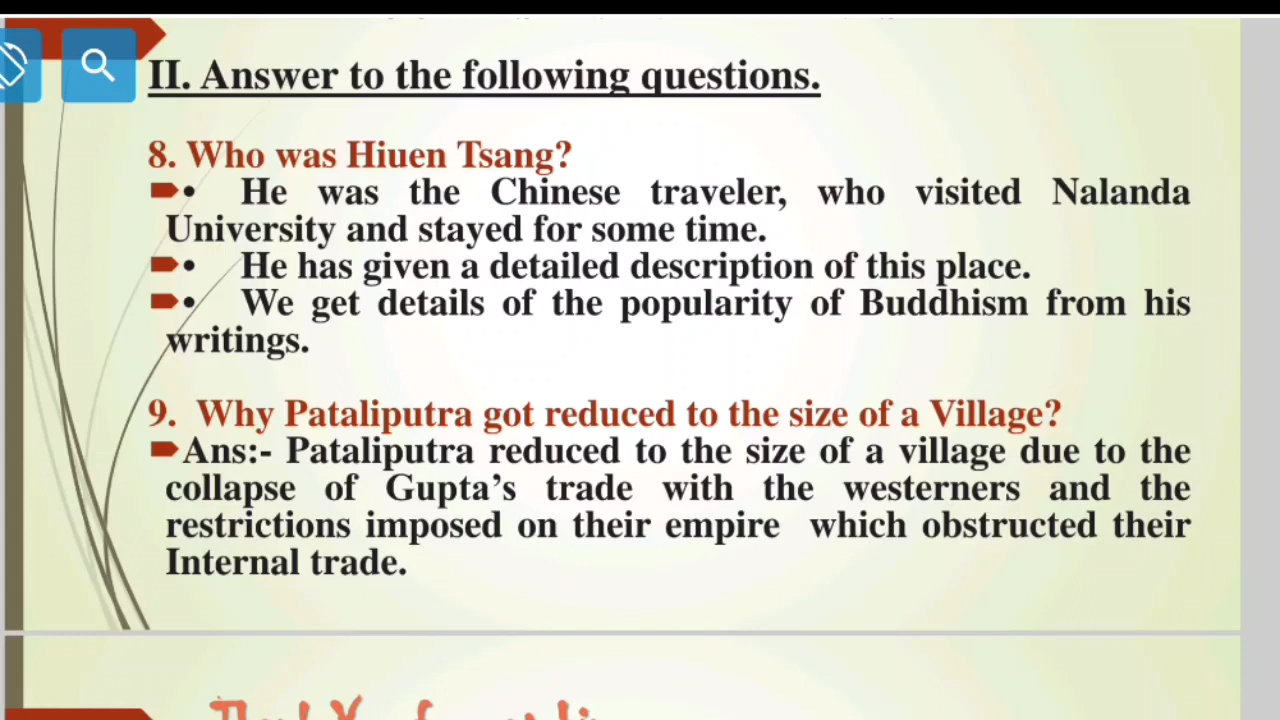 II. Answer to the following questions.
8. Who was Hiuen Tsang?
• He was the Chinese traveler, who visited Nalanda
University and stayed for some time.
• He has given a detailed description of this place.
• We get details of the popularity of Buddhism from his
writings.
9. Why Pataliputra got reduced to the size of a Village?
Ans:- Pataliputra reduced to the size of a village due to the
collapse of Gupta’s trade with the westerners and the
restrictions imposed on their empire which obstructed their
Internal trade.